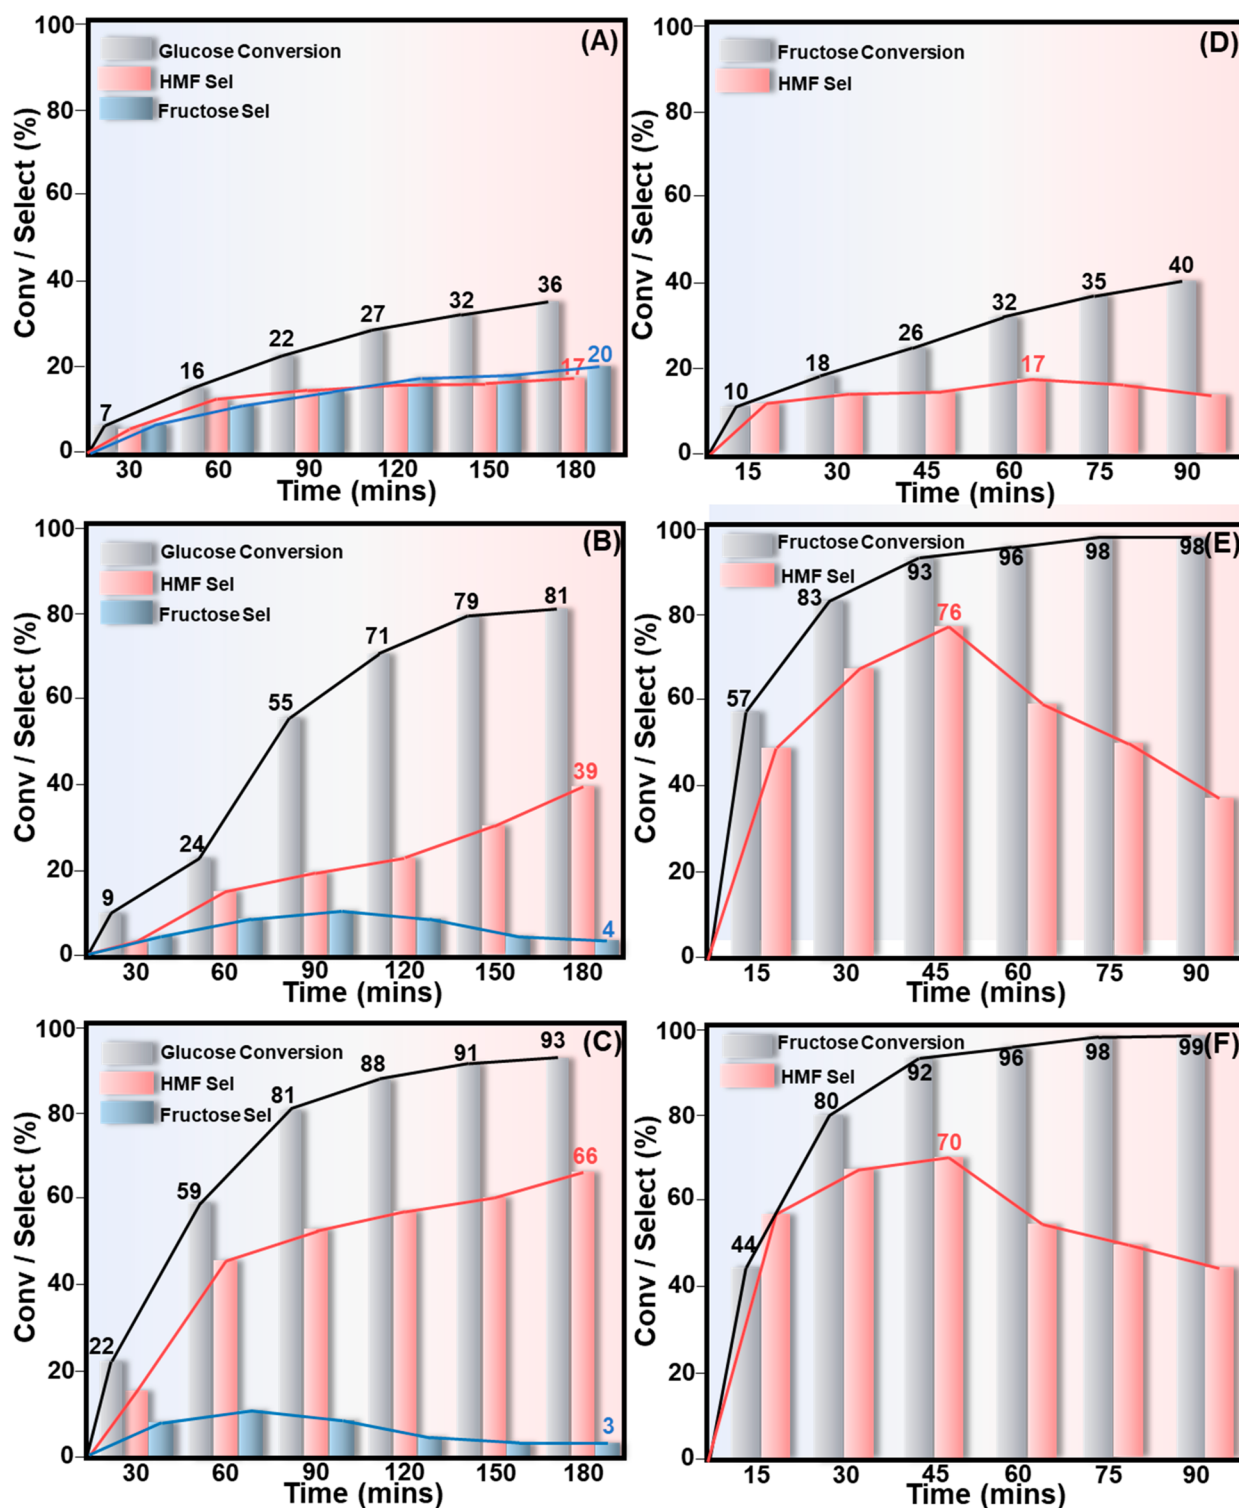 (A)
Glucose Conversion
HMF Sel
Fructose Sel
Conv / Select (%)
100
80
60
40
20
0
7
16
22
27
32
36
17
20
30 60 90 120 150 180
Time (mins)
(D)
Fructose Conversion
HMF Sel
Conv / Select (%)
100
80
60
40
20
0
10
18
26
32
35
40
17
15 30 45 60 75 90
Time (mins)
(B)
Glucose Conversion
HMF Sel
Fructose Sel
Conv / Select (%)
100
80
60
40
20
0
9
24
55
71
79
81
39
4
30 60 90 120 150 180
Time (mins)
(E)
Fructose Conversion
HMF Sel
Conv / Select (%)
100
80
60
40
20
0
57
83
93
96
98
98
76
15 30 45 60 75 90
Time (mins)
(C)
Glucose Conversion
HMF Sel
Fructose Sel
Conv / Select (%)
100
80
60
40
20
0
22
59
81
88
91
93
66
3
30 60 90 120 150 180
Time (mins)
(F)
Fructose Conversion
HMF Sel
Conv / Select (%)
100
80
60
40
20
0
44
80
92
96
98
99
70
15 30 45 60 75 90
Time (mins)